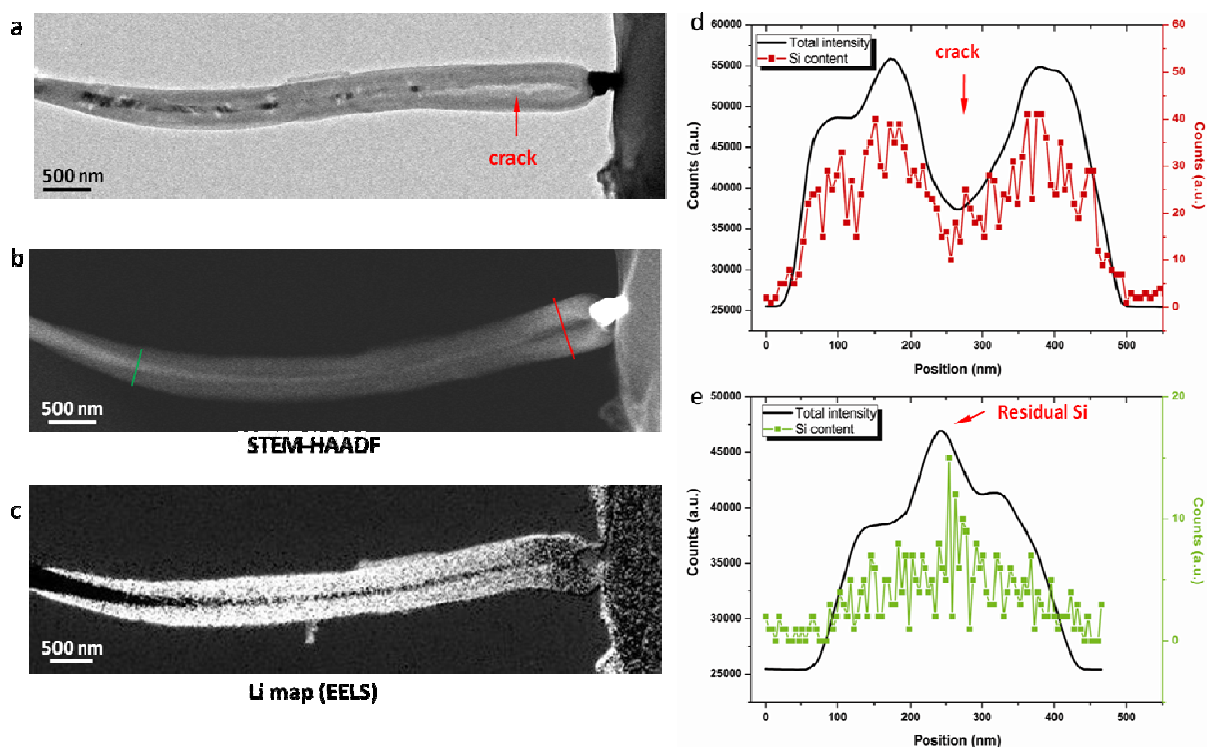 a
crack
500 nm
b
500 nm
STEM-HAADF
c
500 nm
Li map (EELS)
d
60000
55000
50000
45000
40000
35000
30000
25000
Counts (a.u.)
Total intensity
Si content
crack
60
50
40
30
20
10
0
Counts (a.u.)
0 100 200 300 400 500
Position (nm)
e
50000
45000
40000
35000
30000
25000
Counts (a.u.)
Total intensity
Si content
Residual Si
20
10
0
Counts (a.u.)
0 100 200 300 400 500
Position (nm)